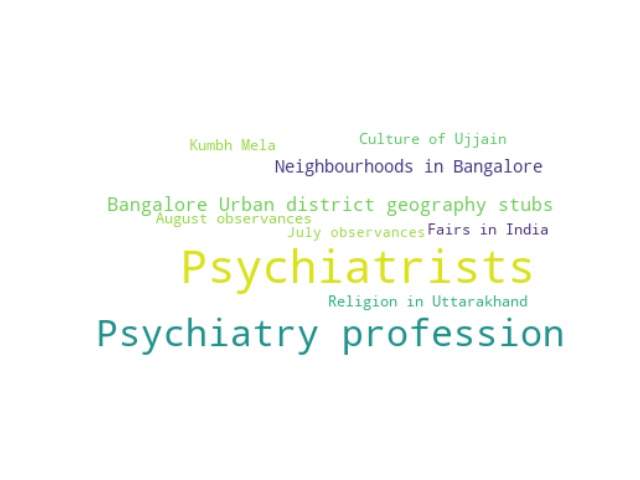 Culture of Ujjain
Kumbh Mela
Neighbourhoods in Bangalore
Bangalore Urban district geography stubs
August observances
July observances Fairs in India
Psychiatrists
Religion in Uttarakhand
Psychiatry profession